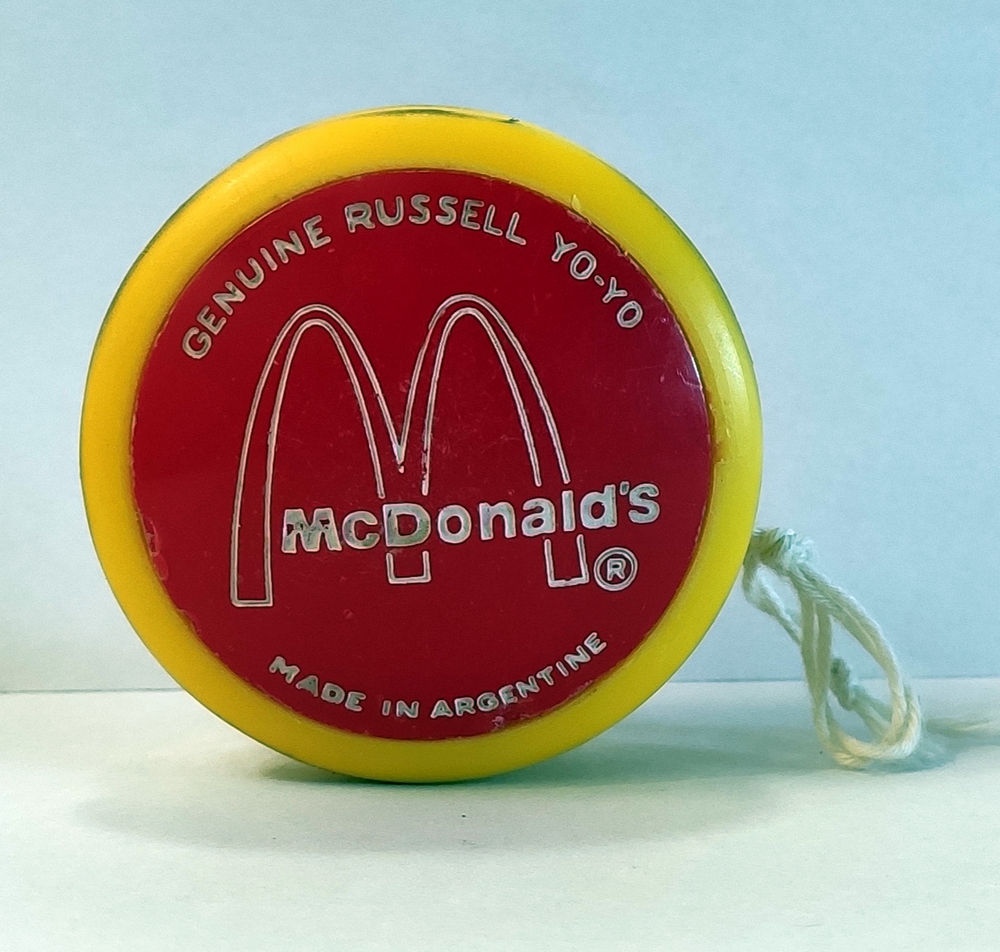 GENUINE RUSSELL YO-YO
McDonald's
®
MADE IN ARGENTINE